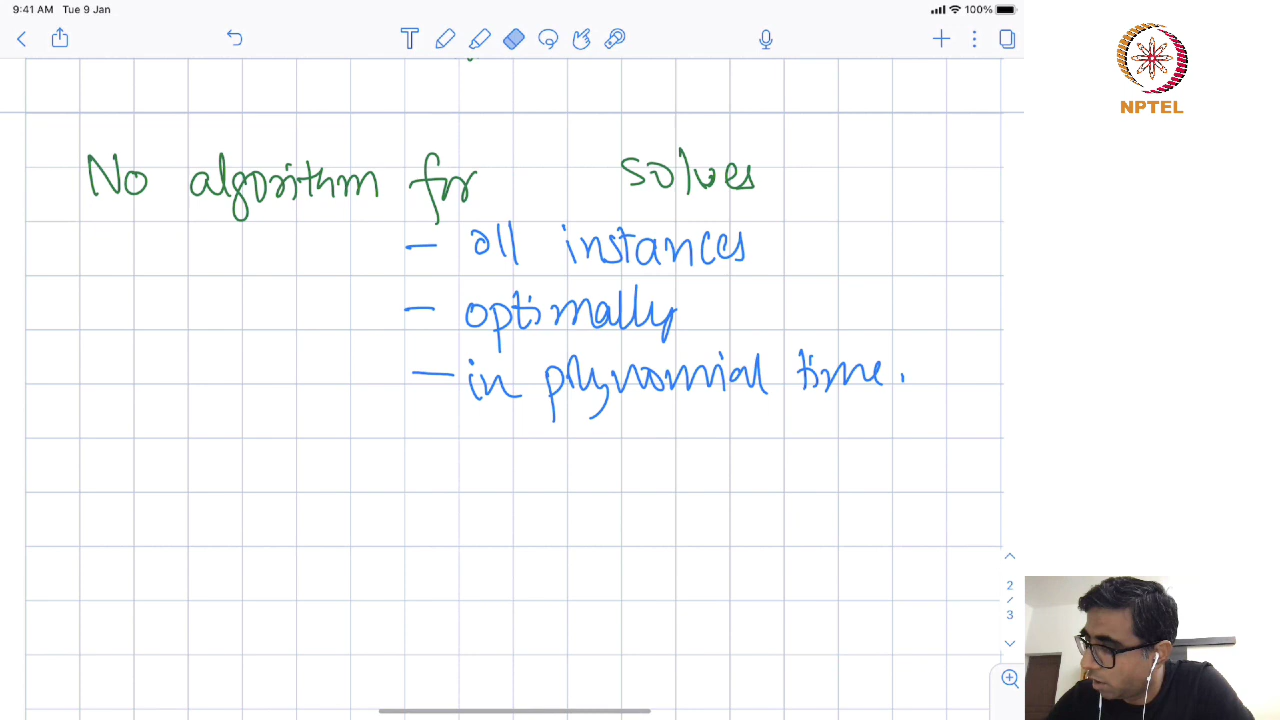 9:41 AM Tue 9 Jan
100%
T
NPTEL
No algorithm for solves
- all instances
- optimally
- in polynomial time.
2
/
3